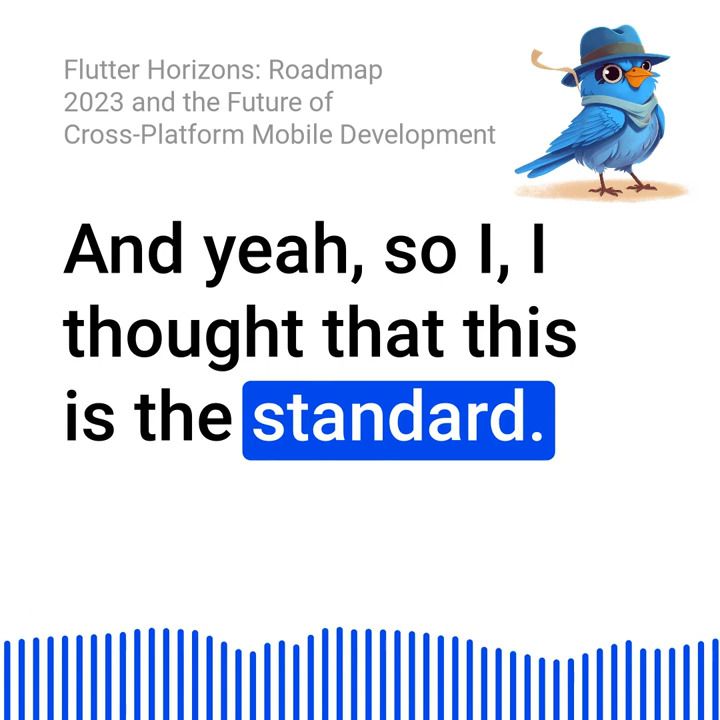 Flutter Horizons: Roadmap
2023 and the Future of
Cross-Platform Mobile Development
And yeah, so I, I
thought that this
is the standard.